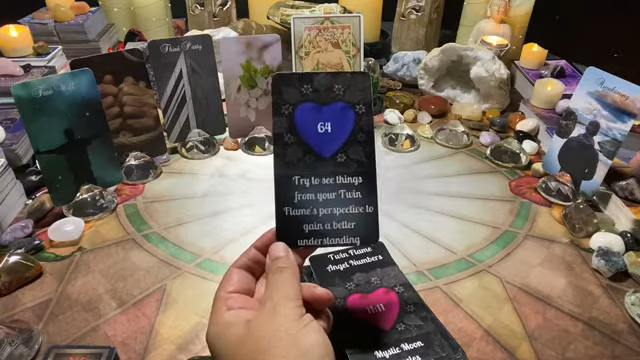 Free Will
Third Party
Awakening
64
Try to see things
from your Twin
Flame's perspective to
gain a better
understanding
Twin Flame
Angel Numbers
11:11
Mystic Moon